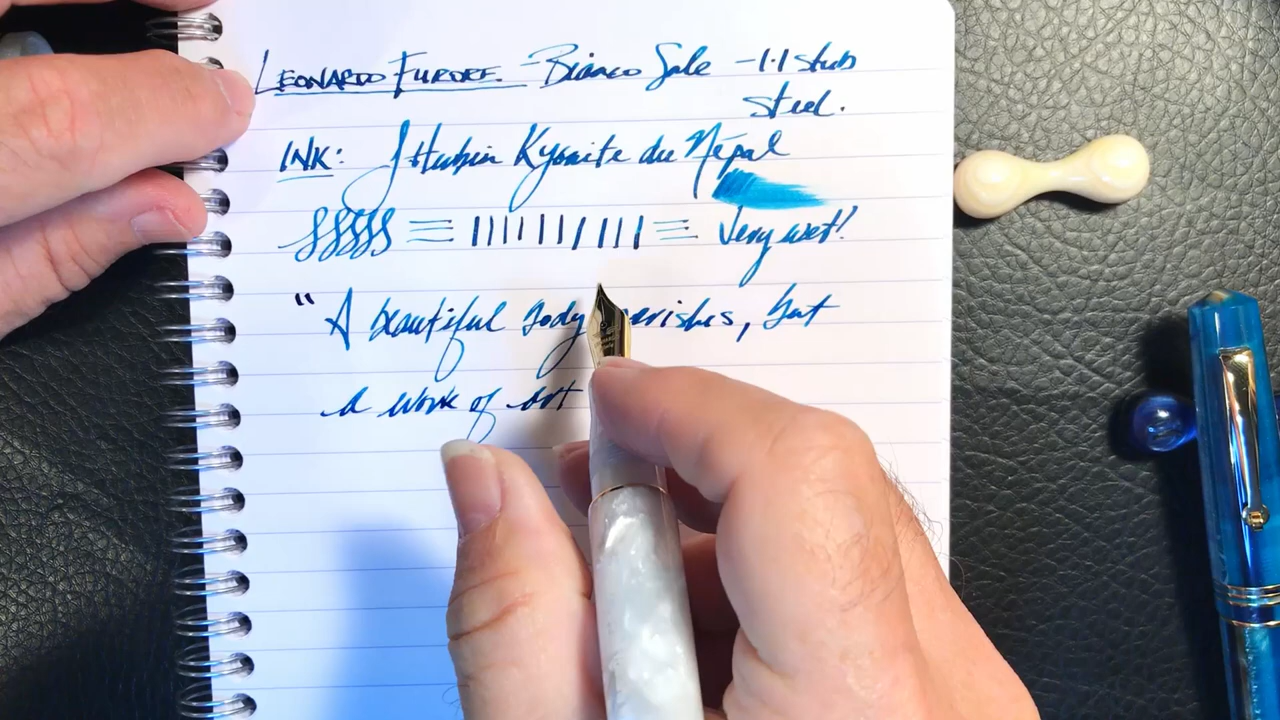 LEONARDO FURORE - Bianco Sale - 1.1 stub
steel.
INK: J Herbin Kyanite du Népal
Very wet!
" A beautiful body perishes, but
a work of art